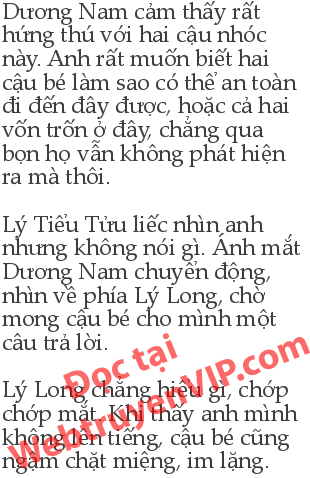 Dương Nam cảm thấy rất
hứng thú với hai cậu nhóc
này. Anh rất muốn biết hai
cậu bé làm sao có thể an toàn
đi đến đây được, hoặc cả hai
vốn trốn ở đây, chẳng qua
bọn họ vẫn không phát hiện
ra mà thôi.
Lý Tiểu Tửu liếc nhìn anh
nhưng không nói gì. Ánh mắt
Dương Nam chuyển động,
nhìn về phía Lý Long, chờ
mong cậu bé cho mình một
câu trả lời.
Lý Long chẳng hiểu gì, chớp
chớp mắt. Khi thấy anh mình
không lên tiếng, cậu bé cũng
ngậm chặt miệng, im lặng.
Đọc tại
WebtruyenVIP.com